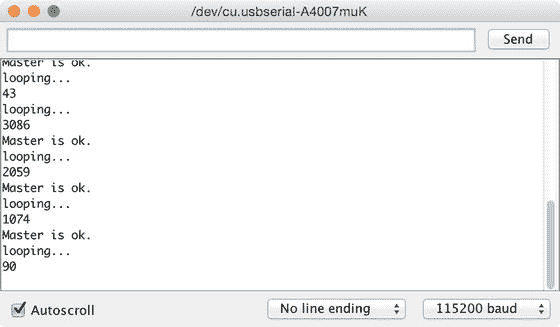 /dev/cu.usbserial-A4007muK
Send
Master is ok.
looping...
43
looping...
3086
Master is ok.
looping...
2059
Master is ok.
looping...
1074
Master is ok.
looping...
90
Autoscroll
No line ending
115200 baud